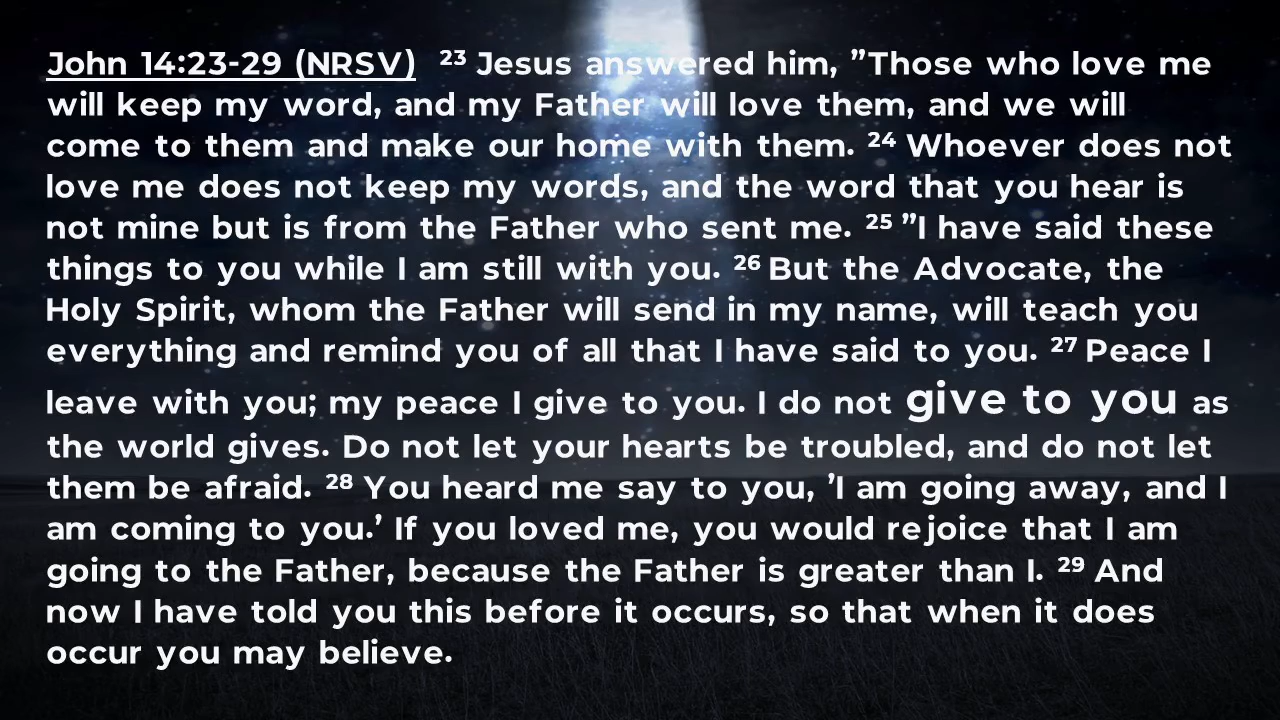 John 14:23-29 (NRSV) ²³ Jesus answered him, ”Those who love me
will keep my word, and my Father will love them, and we will
come to them and make our home with them. ²⁴ Whoever does not
love me does not keep my words, and the word that you hear is
not mine but is from the Father who sent me. ²⁵ ”I have said these
things to you while I am still with you. ²⁶ But the Advocate, the
Holy Spirit, whom the Father will send in my name, will teach you
everything and remind you of all that I have said to you. ²⁷ Peace I
leave with you; my peace I give to you. I do not give to you as
the world gives. Do not let your hearts be troubled, and do not let
them be afraid. ²⁸ You heard me say to you, ’I am going away, and I
am coming to you.’ If you loved me, you would rejoice that I am
going to the Father, because the Father is greater than I. ²⁹ And
now I have told you this before it occurs, so that when it does
occur you may believe.